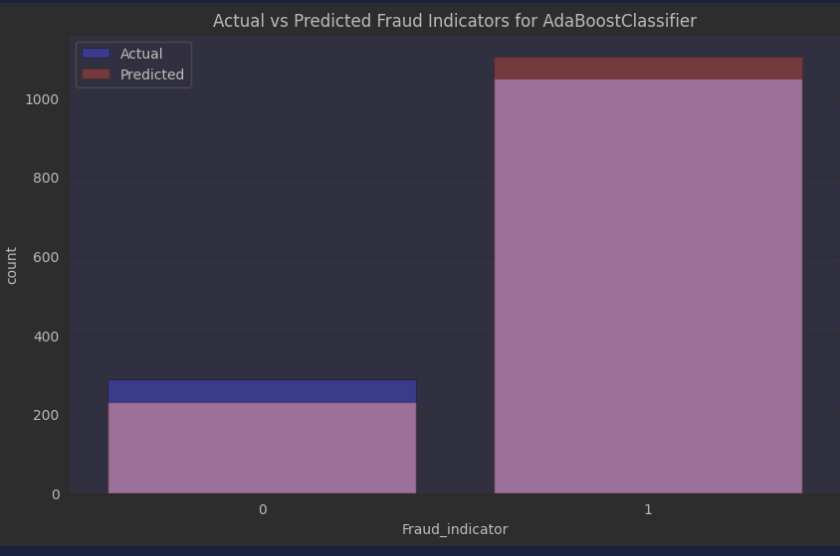 Actual vs Predicted Fraud Indicators for AdaBoostClassifier
Actual
Predicted
1000
800
600
400
200
0
count
0 1
Fraud_indicator